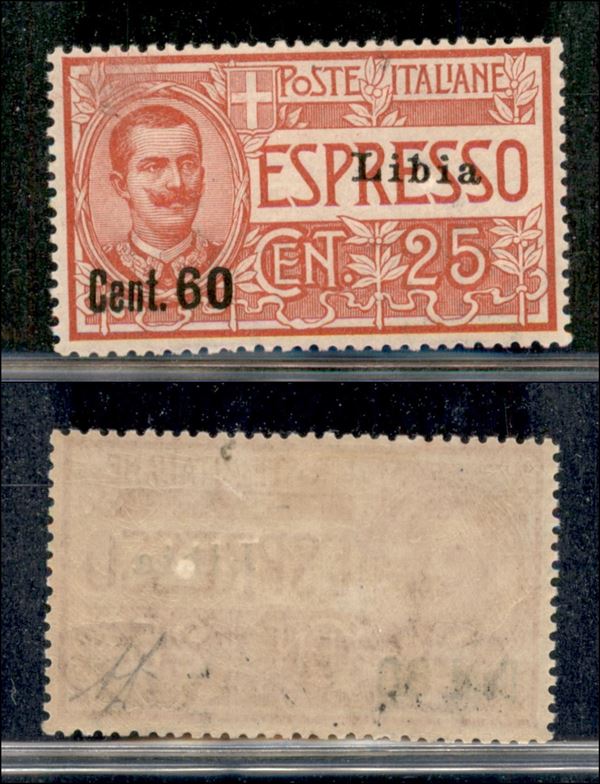 POSTE ITALIANE
ESPRESSO
Libia
CENT. 25
Cent. 60